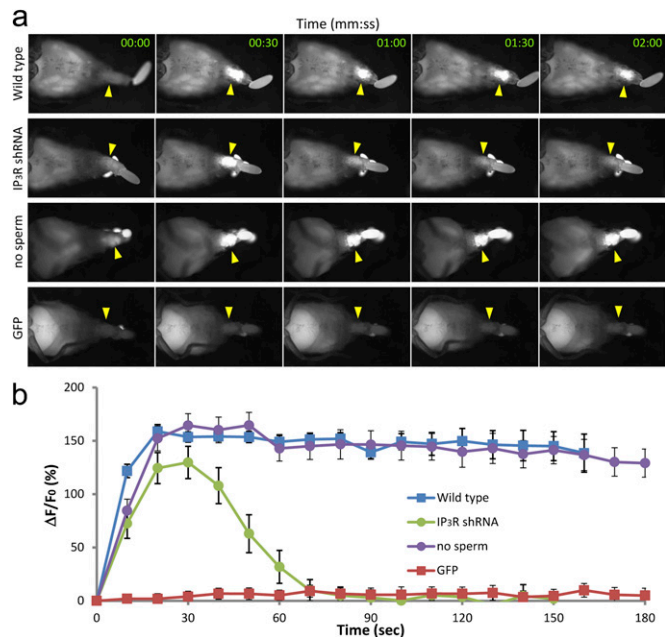 a
Time (mm:ss)
Wild type
00:00
00:30
01:00
01:30
02:00
IP3R shRNA
no sperm
GFP
b
ΔF/F0 (%)
200
150
100
50
0
Wild type
IP3R shRNA
no sperm
GFP
0 30 60 90 120 150 180
Time (sec)